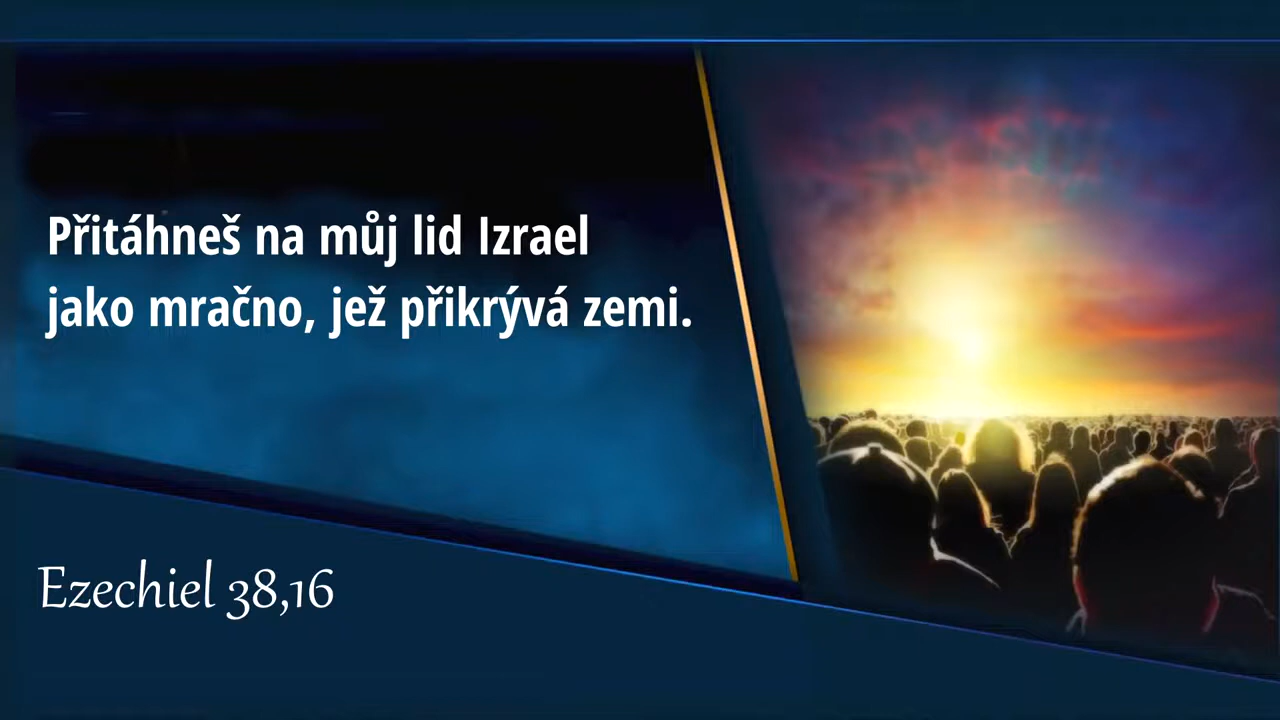 Přitáhneš na můj lid Izrael
jako mračno, jež přikrývá zemi.
Ezechiel 38,16